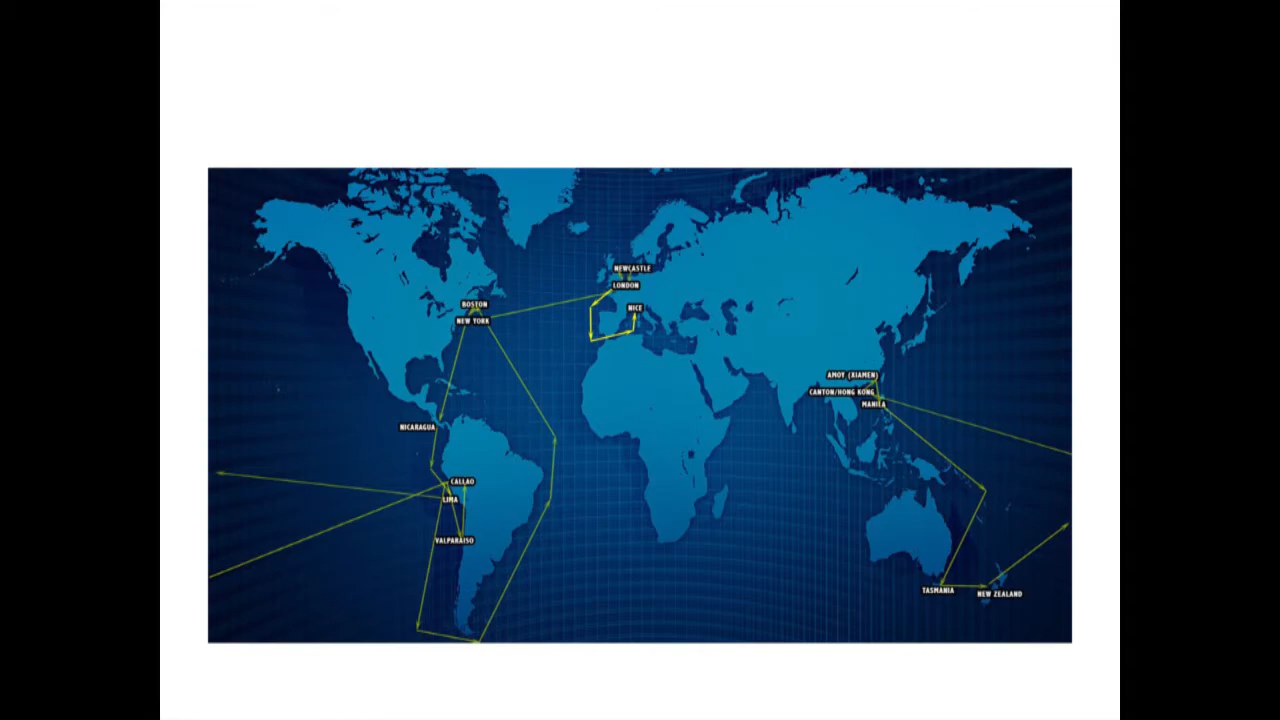 NEWCASTLE
LONDON
BOSTON
NICE
NEW YORK
AMOY (XIAMEN)
CANTON/HONG KONG
MANILA
NICARAGUA
CALLAO
LIMA
VALPARAISO
TASMANIA
NEW ZEALAND